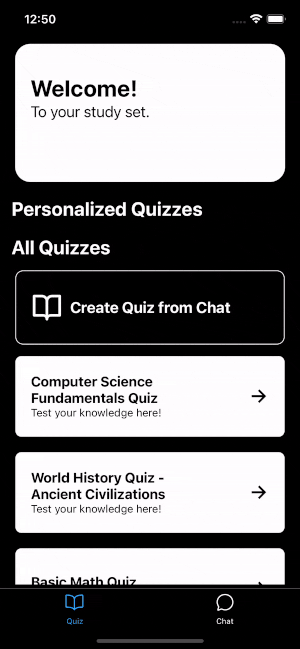 12:50
Welcome!
To your study set.
Personalized Quizzes
All Quizzes
Create Quiz from Chat
Computer Science
Fundamentals Quiz
Test your knowledge here!
World History Quiz -
Ancient Civilizations
Test your knowledge here!
Basic Math Quiz
Quiz
Chat